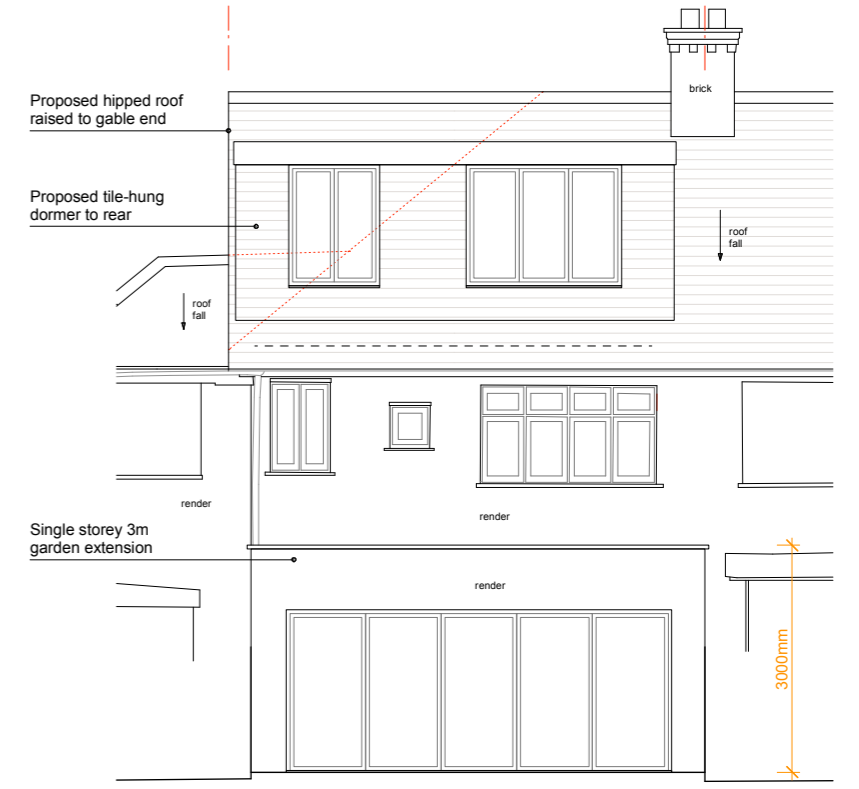 brick
Proposed hipped roof
raised to gable end
Proposed tile-hung
dormer to rear
roof
fall
roof
fall
render
render
Single storey 3m
garden extension
render
3000mm